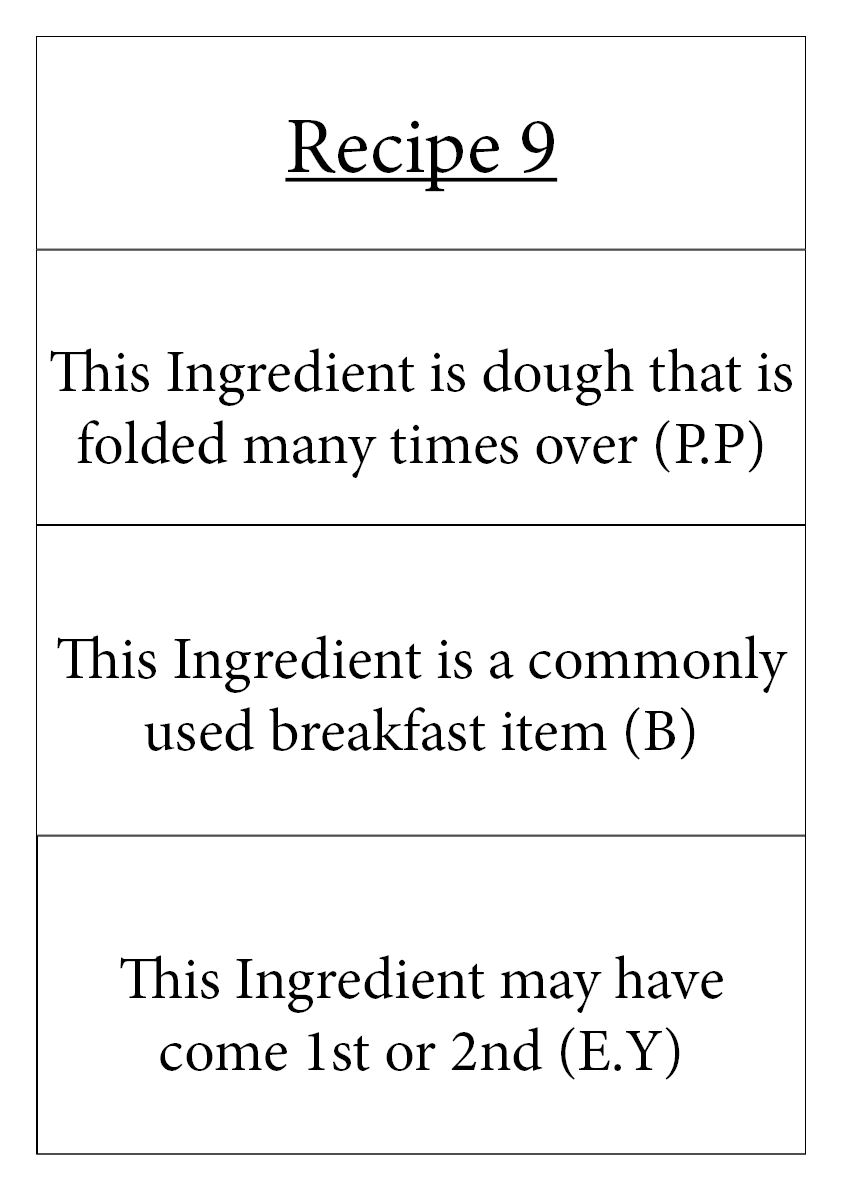 Recipe 9
This Ingredient is dough that is
folded many times over (P.P)
This Ingredient is a commonly
used breakfast item (B)
This Ingredient may have
come 1st or 2nd (E.Y)